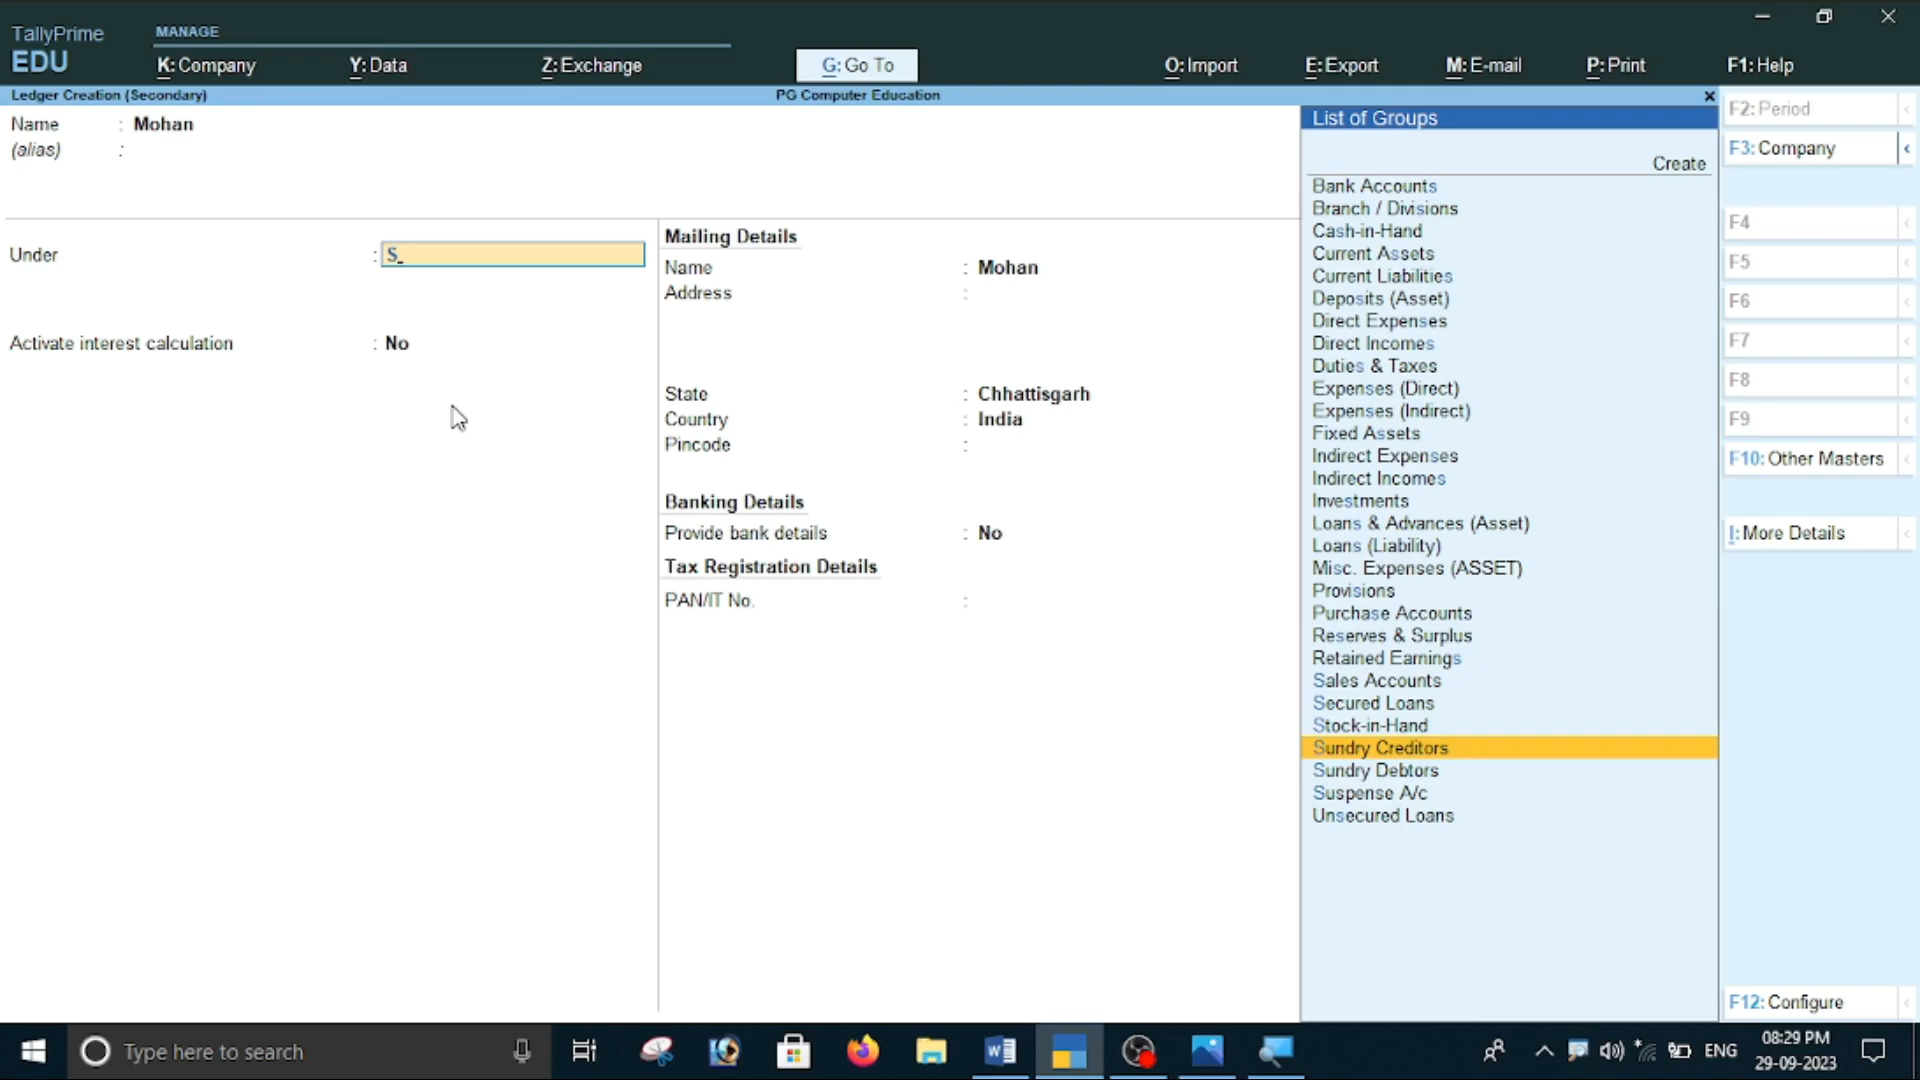 TallyPrime
EDU
MANAGE
K: Company
Y: Data
Z: Exchange
G: Go To
O: Import
E: Export
M: E-mail
P: Print
F1: Help
Ledger Creation (Secondary)
PG Computer Education
Name : Mohan
(alias) :
Under : S_
Activate interest calculation : No
Mailing Details
Name : Mohan
Address :
State : Chhattisgarh
Country : India
Pincode :
Banking Details
Provide bank details : No
Tax Registration Details
PAN/IT No. :
List of Groups
Create
Bank Accounts
Branch / Divisions
Cash-in-Hand
Current Assets
Current Liabilities
Deposits (Asset)
Direct Expenses
Direct Incomes
Duties & Taxes
Expenses (Direct)
Expenses (Indirect)
Fixed Assets
Indirect Expenses
Indirect Incomes
Investments
Loans & Advances (Asset)
Loans (Liability)
Misc. Expenses (ASSET)
Provisions
Purchase Accounts
Reserves & Surplus
Retained Earnings
Sales Accounts
Secured Loans
Stock-in-Hand
Sundry Creditors
Sundry Debtors
Suspense A/c
Unsecured Loans
F2: Period
F3: Company
F4
F5
F6
F7
F8
F9
F10: Other Masters
I: More Details
F12: Configure
Type here to search
ENG
08:29 PM
29-09-2023